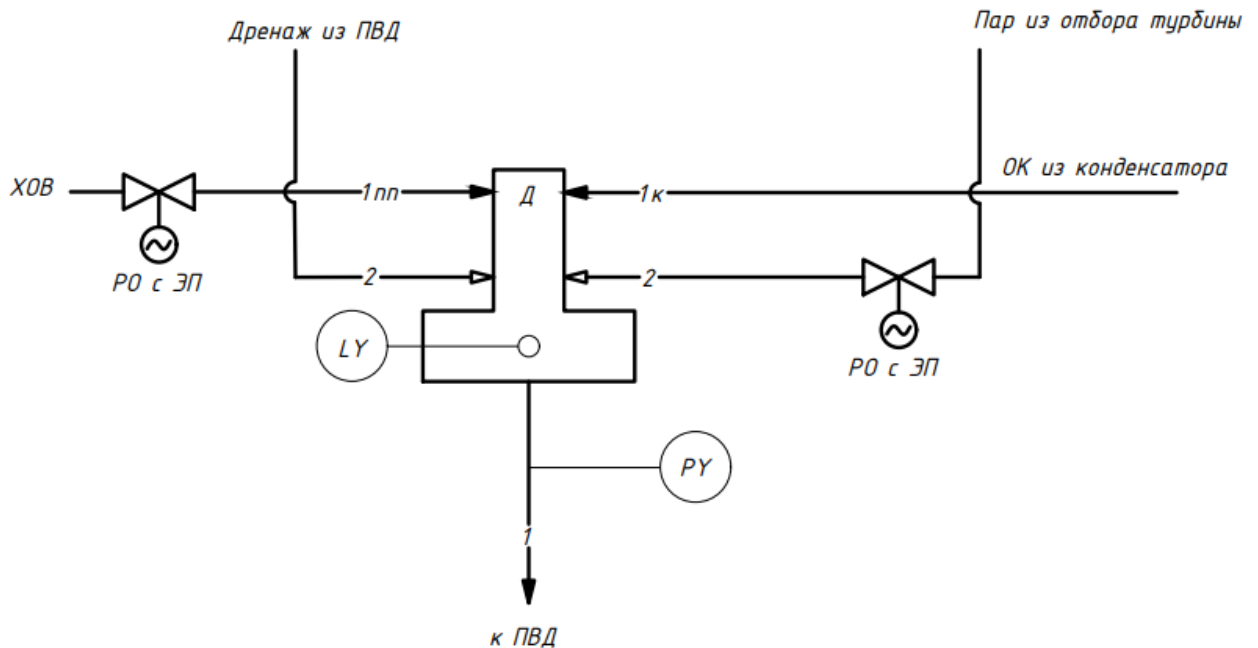 Дренаж из ПВД
Пар из отбора турбины
ХОВ
1пп
Д
1к
ОК из конденсатора
РО с ЭП
2
2
LY
РО с ЭП
PY
1
к ПВД